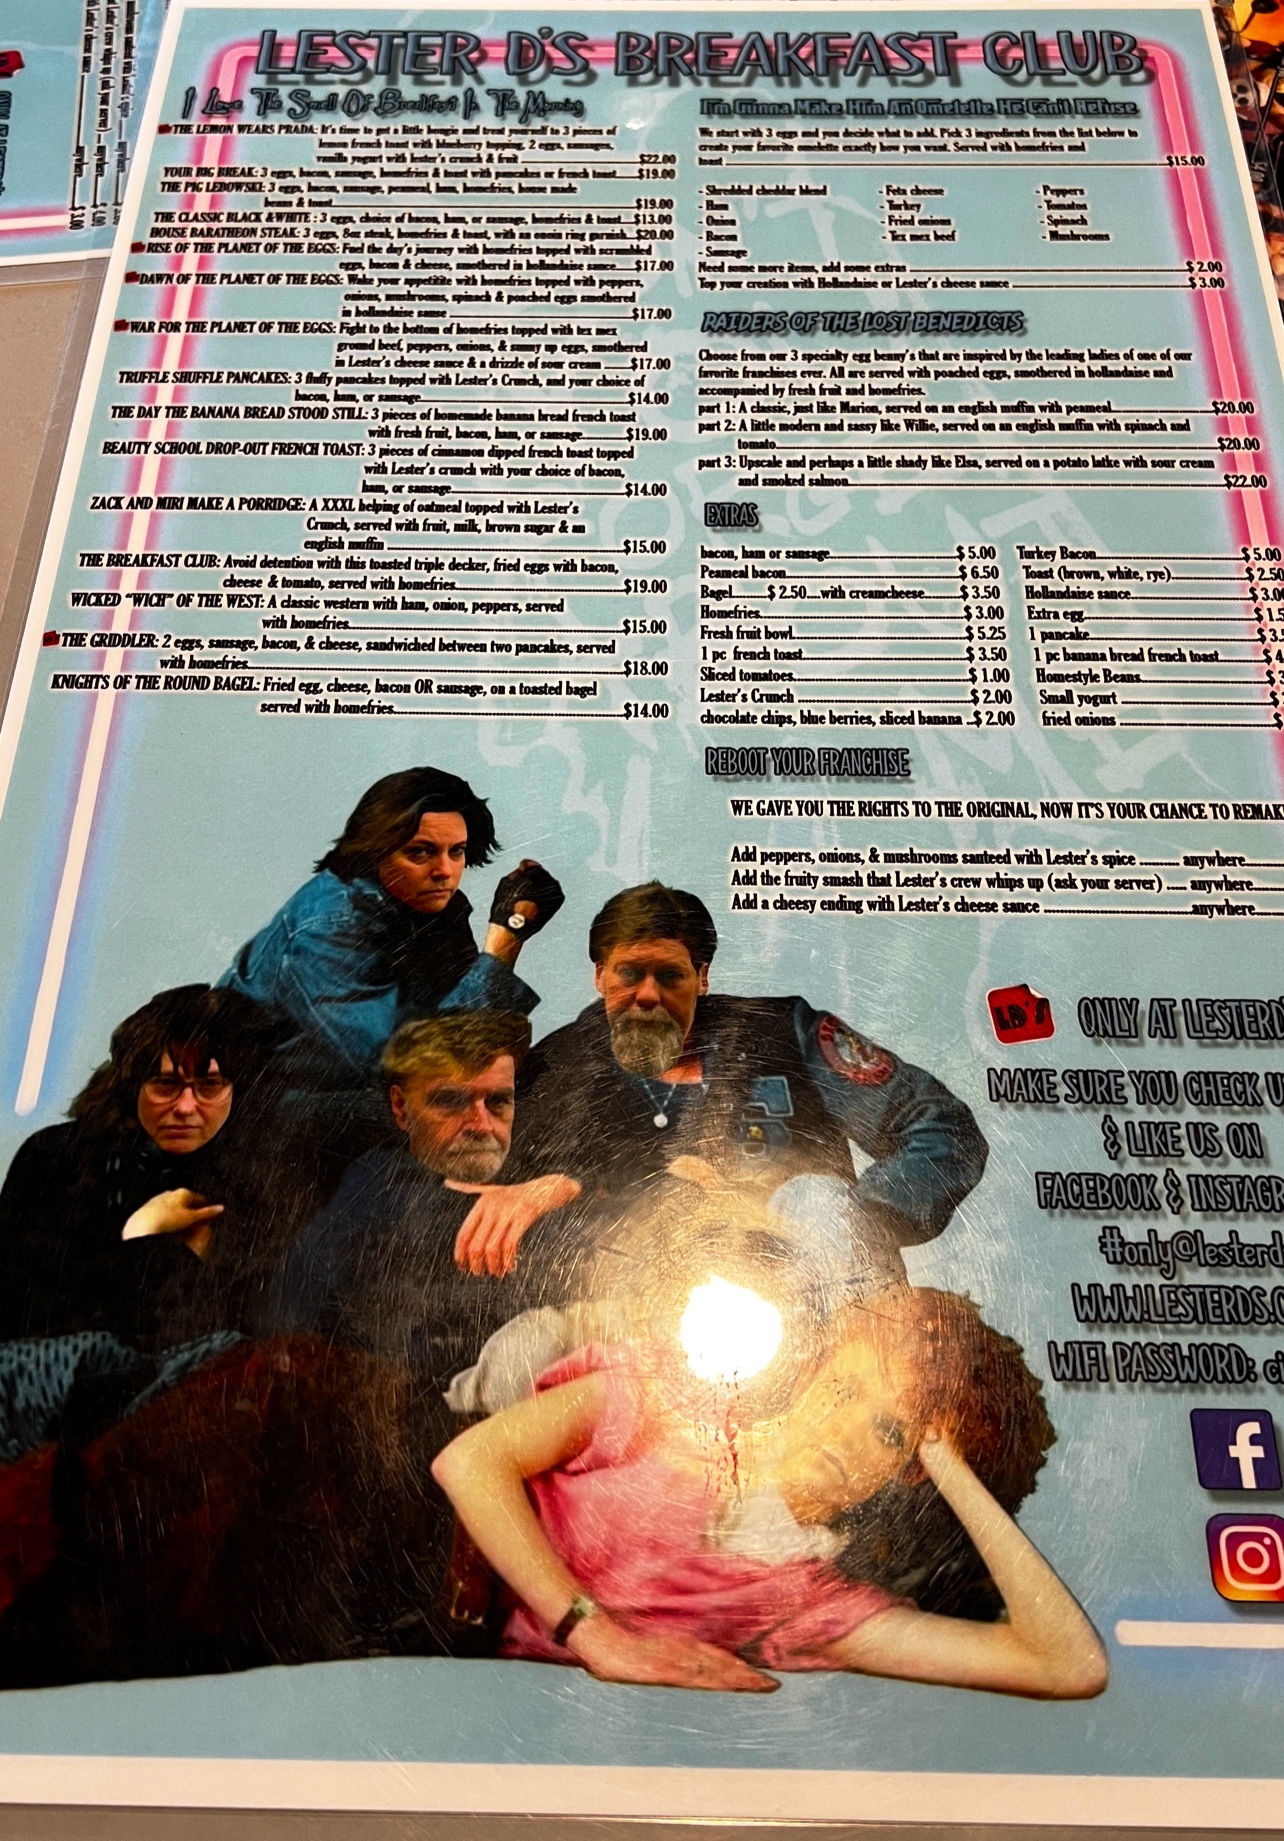 LESTER D'S BREAKFAST CLUB
I Love The Smell Of Breakfast In The Morning
THE LEMON WEARS PRADA: It's time to get a little bougie and treat yourself to 3 pieces of
lemon french toast with blueberry topping, 2 eggs, sausages,
vanilla yogurt with lester's crunch & fruit $22.00
YOUR BIG BREAK: 3 eggs, bacon, sausage, homefries & toast with pancakes or french toast $19.00
THE PIG LEBOWSKI: 3 eggs, bacon, sausage, peameal, ham, homefries, house made
beans & toast $19.00
THE CLASSIC BLACK & WHITE : 3 eggs, choice of bacon, ham, or sausage, homefries & toast $13.00
HOUSE BARATHEON STEAK: 3 eggs, 8oz steak, homefries & toast, with an onoin ring garnish $20.00
RISE OF THE PLANET OF THE EGGS: Fuel the day's journey with homefries topped with scrambled
eggs, bacon & cheese, smothered in hollandaise sauce $17.00
DAWN OF THE PLANET OF THE EGGS: Wake your appetitite with homefries topped with peppers,
onions, mushrooms, spinach & poached eggs smothered
in hollandaise sause $17.00
WAR FOR THE PLANET OF THE EGGS: Fight to the bottom of homefries topped with tex mex
ground beef, peppers, onions, & sunny up eggs, smothered
in Lester's cheese sauce & a drizzle of sour cream $17.00
TRUFFLE SHUFFLE PANCAKES: 3 fluffy pancakes topped with Lester's Crunch, and your choice of
bacon, ham, or sausage $14.00
THE DAY THE BANANA BREAD STOOD STILL: 3 pieces of homemade banana bread french toast
with fresh fruit, bacon, ham, or sausage $19.00
BEAUTY SCHOOL DROP-OUT FRENCH TOAST: 3 pieces of cinnamon dipped french toast topped
with Lester's crunch with your choice of bacon,
ham, or sausage $14.00
ZACK AND MIRI MAKE A PORRIDGE: A XXXL helping of oatmeal topped with Lester's
Crunch, served with fruit, milk, brown sugar & an
english muffin $15.00
THE BREAKFAST CLUB: Avoid detention with this toasted triple decker, fried eggs with bacon,
cheese & tomato, served with homefries $19.00
WICKED "WICH" OF THE WEST: A classic western with ham, onion, peppers, served
with homefries $15.00
THE GRIDDLER: 2 eggs, sausage, bacon, & cheese, sandwiched between two pancakes, served
with homefries $18.00
KNIGHTS OF THE ROUND BAGEL: Fried egg, cheese, bacon OR sausage, on a toasted bagel
served with homefries $14.00
I'm Gunna Make Him An Omelette He Can't Refuse
We start with 3 eggs and you decide what to add. Pick 3 ingredients from the list below to
create your favorite omelette exactly how you want. Served with homefries and
toast $15.00
- Shredded cheddar blend - Feta cheese - Peppers
- Ham - Turkey - Tomatos
- Onion - Fried onions - Spinach
- Bacon - Tex mex beef - Mushrooms
- Sausage
Need some more items, add some extras $ 2.00
Top your creation with Hollandaise or Lester's cheese sauce $ 3.00
RAIDERS OF THE LOST BENEDICTS
Choose from our 3 specialty egg benny's that are inspired by the leading ladies of one of our
favorite franchises ever. All are served with poached eggs, smothered in hollandaise and
accompanied by fresh fruit and homefries.
part 1: A classic, just like Marion, served on an english muffin with peameal $20.00
part 2: A little modern and sassy like Willie, served on an english muffin with spinach and
tomato $20.00
part 3: Upscale and perhaps a little shady like Elsa, served on a potato latke with sour cream
and smoked salmon $22.00
EXTRAS
bacon, ham or sausage $ 5.00 Turkey Bacon $ 5.00
Peameal bacon $ 6.50 Toast (brown, white, rye) $ 2.50
Bagel $ 2.50 with creamcheese $ 3.50 Hollandaise sauce $ 3.00
Homefries $ 3.00 Extra egg $ 1.5
Fresh fruit bowl $ 5.25 1 pancake $ 3.
1 pc french toast $ 3.50 1 pc banana bread french toast $ 4
Sliced tomatoes $ 1.00 Homestyle Beans $
Lester's Crunch $ 2.00 Small yogurt $
chocolate chips, blue berries, sliced banana $ 2.00 fried onions $
REBOOT YOUR FRANCHISE
WE GAVE YOU THE RIGHTS TO THE ORIGINAL, NOW IT'S YOUR CHANCE TO REMAK
Add peppers, onions, & mushrooms sauteed with Lester's spice anywhere
Add the fruity smash that Lester's crew whips up (ask your server) anywhere
Add a cheesy ending with Lester's cheese sauce anywhere
LD's ONLY AT LESTERD
MAKE SURE YOU CHECK U
& LIKE US ON
FACEBOOK & INSTAGR
#only@lesterd
WWW.LESTERDS.C
WIFI PASSWORD: ci